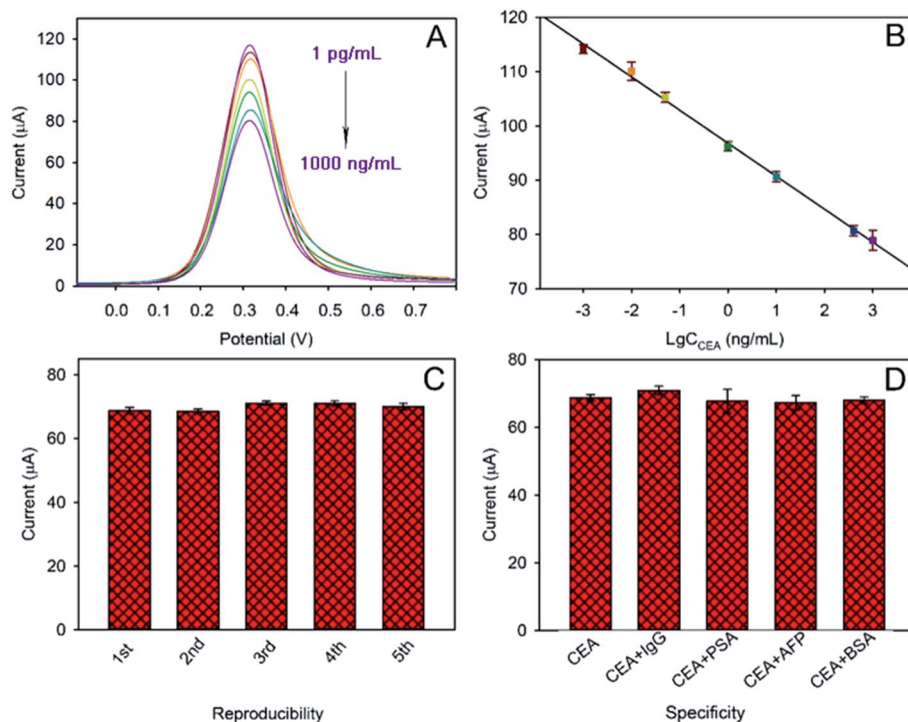 A
1 pg/mL
1000 ng/mL
120
100
80
60
40
20
0
Current (µA)
0.0 0.1 0.2 0.3 0.4 0.5 0.6 0.7
Potential (V)
B
120
110
100
90
80
70
Current (µA)
-3 -2 -1 0 1 2 3
LgC_CEA (ng/mL)
C
80
60
40
20
0
Current (µA)
1st 2nd 3rd 4th 5th
Reproducibility
D
80
60
40
20
0
Current (µA)
CEA CEA+IgG CEA+PSA CEA+AFP CEA+BSA
Specificity